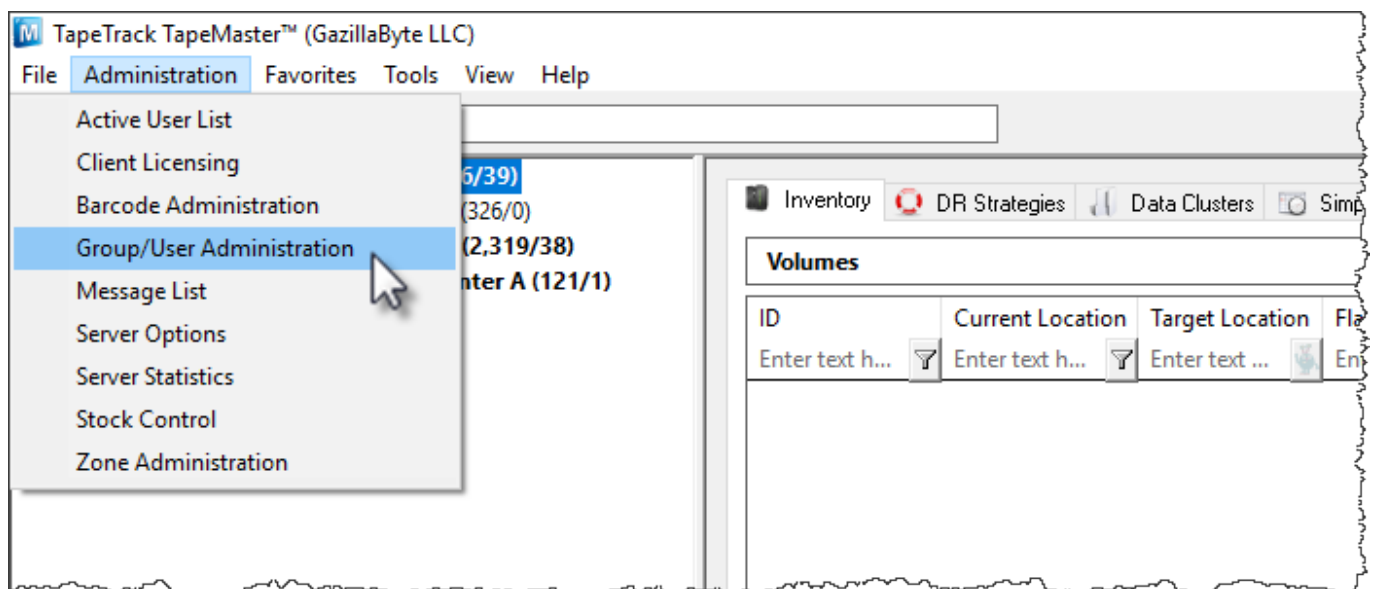 M TapeTrack TapeMaster™ (GazillaByte LLC)
File Administration Favorites Tools View Help
Active User List
Client Licensing
Barcode Administration
Group/User Administration
Message List
Server Options
Server Statistics
Stock Control
Zone Administration
6/39)
(326/0)
(2,319/38)
nter A (121/1)
Inventory DR Strategies Data Clusters Simp
Volumes
ID Current Location Target Location Fla
Enter text h... Enter text h... Enter text ... En